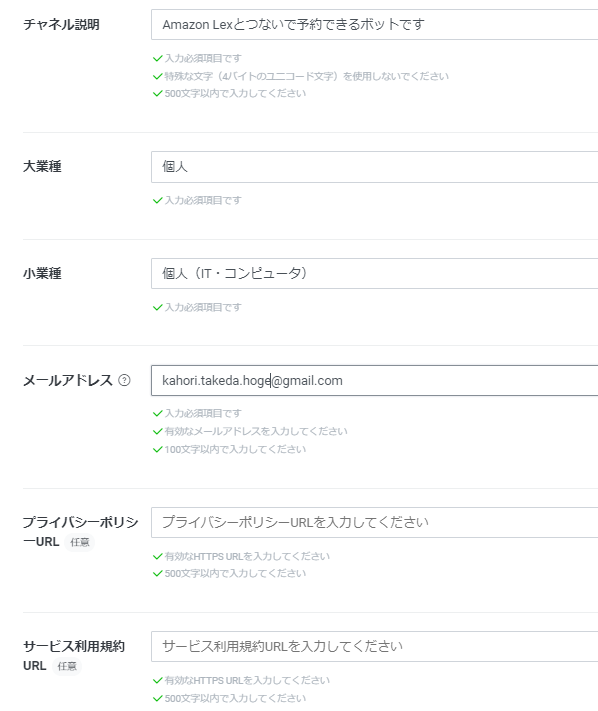 チャネル説明
Amazon Lexとつないで予約できるボットです
入力必須項目です
特殊な文字（4バイトのユニコード文字）を使用しないでください
500文字以内で入力してください
大業種
個人
入力必須項目です
小業種
個人（IT・コンピュータ）
入力必須項目です
メールアドレス ?
kahori.takeda.hoge@gmail.com
入力必須項目です
有効なメールアドレスを入力してください
100文字以内で入力してください
プライバシーポリシ
ーURL 任意
プライバシーポリシーURLを入力してください
有効なHTTPS URLを入力してください
500文字以内で入力してください
サービス利用規約
URL 任意
サービス利用規約URLを入力してください
有効なHTTPS URLを入力してください
500文字以内で入力してください